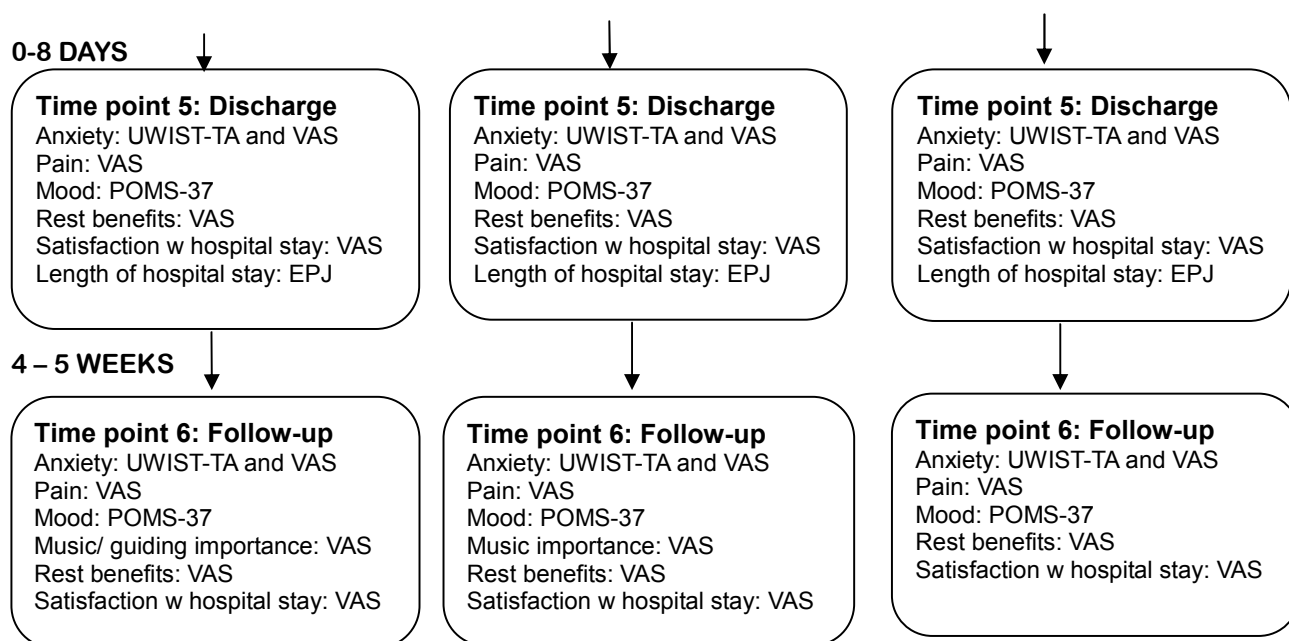 0-8 DAYS
Time point 5: Discharge
Anxiety: UWIST-TA and VAS
Pain: VAS
Mood: POMS-37
Rest benefits: VAS
Satisfaction w hospital stay: VAS
Length of hospital stay: EPJ
Time point 5: Discharge
Anxiety: UWIST-TA and VAS
Pain: VAS
Mood: POMS-37
Rest benefits: VAS
Satisfaction w hospital stay: VAS
Length of hospital stay: EPJ
Time point 5: Discharge
Anxiety: UWIST-TA and VAS
Pain: VAS
Mood: POMS-37
Rest benefits: VAS
Satisfaction w hospital stay: VAS
Length of hospital stay: EPJ
4 – 5 WEEKS
Time point 6: Follow-up
Anxiety: UWIST-TA and VAS
Pain: VAS
Mood: POMS-37
Music/ guiding importance: VAS
Rest benefits: VAS
Satisfaction w hospital stay: VAS
Time point 6: Follow-up
Anxiety: UWIST-TA and VAS
Pain: VAS
Mood: POMS-37
Music importance: VAS
Rest benefits: VAS
Satisfaction w hospital stay: VAS
Time point 6: Follow-up
Anxiety: UWIST-TA and VAS
Pain: VAS
Mood: POMS-37
Rest benefits: VAS
Satisfaction w hospital stay: VAS